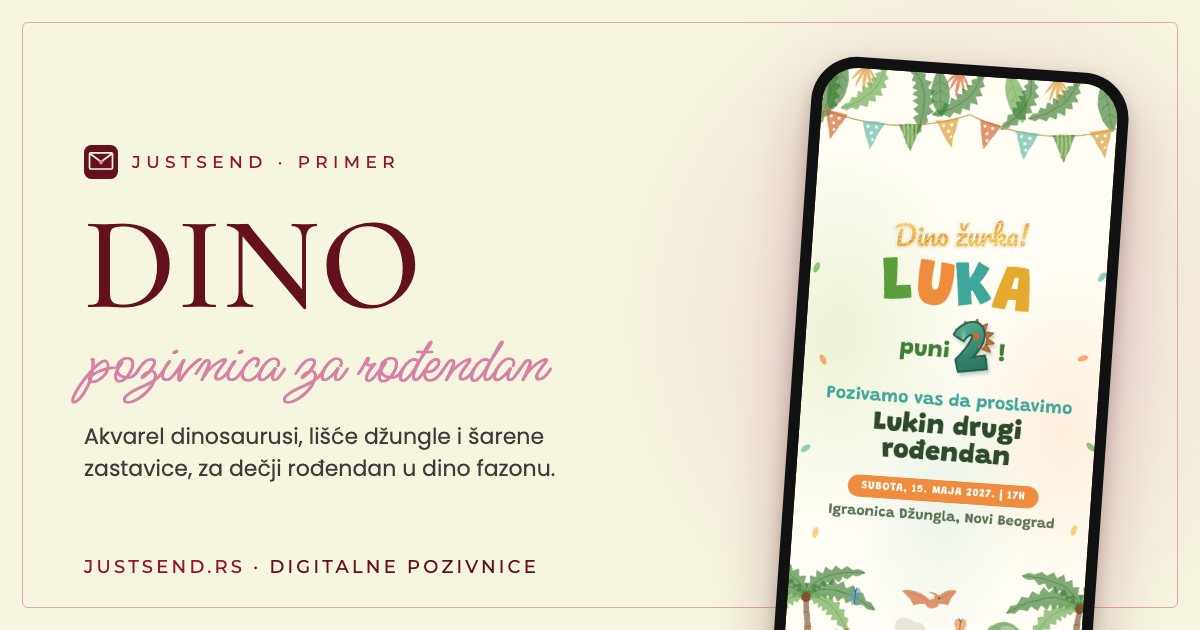 JUSTSEND · PRIMER
DINO
pozivnica za rođendan
Akvarel dinosaurusi, lišće džungle i šarene
zastavice, za dečji rođendan u dino fazonu.
JUSTSEND.RS · DIGITALNE POZIVNICE
Dino žurka!
LUKA
puni 2 !
Pozivamo vas da proslavimo
Lukin drugi
rođendan
SUBOTA, 15. MAJA 2027. | 17H
Igraonica Džungla, Novi Beograd